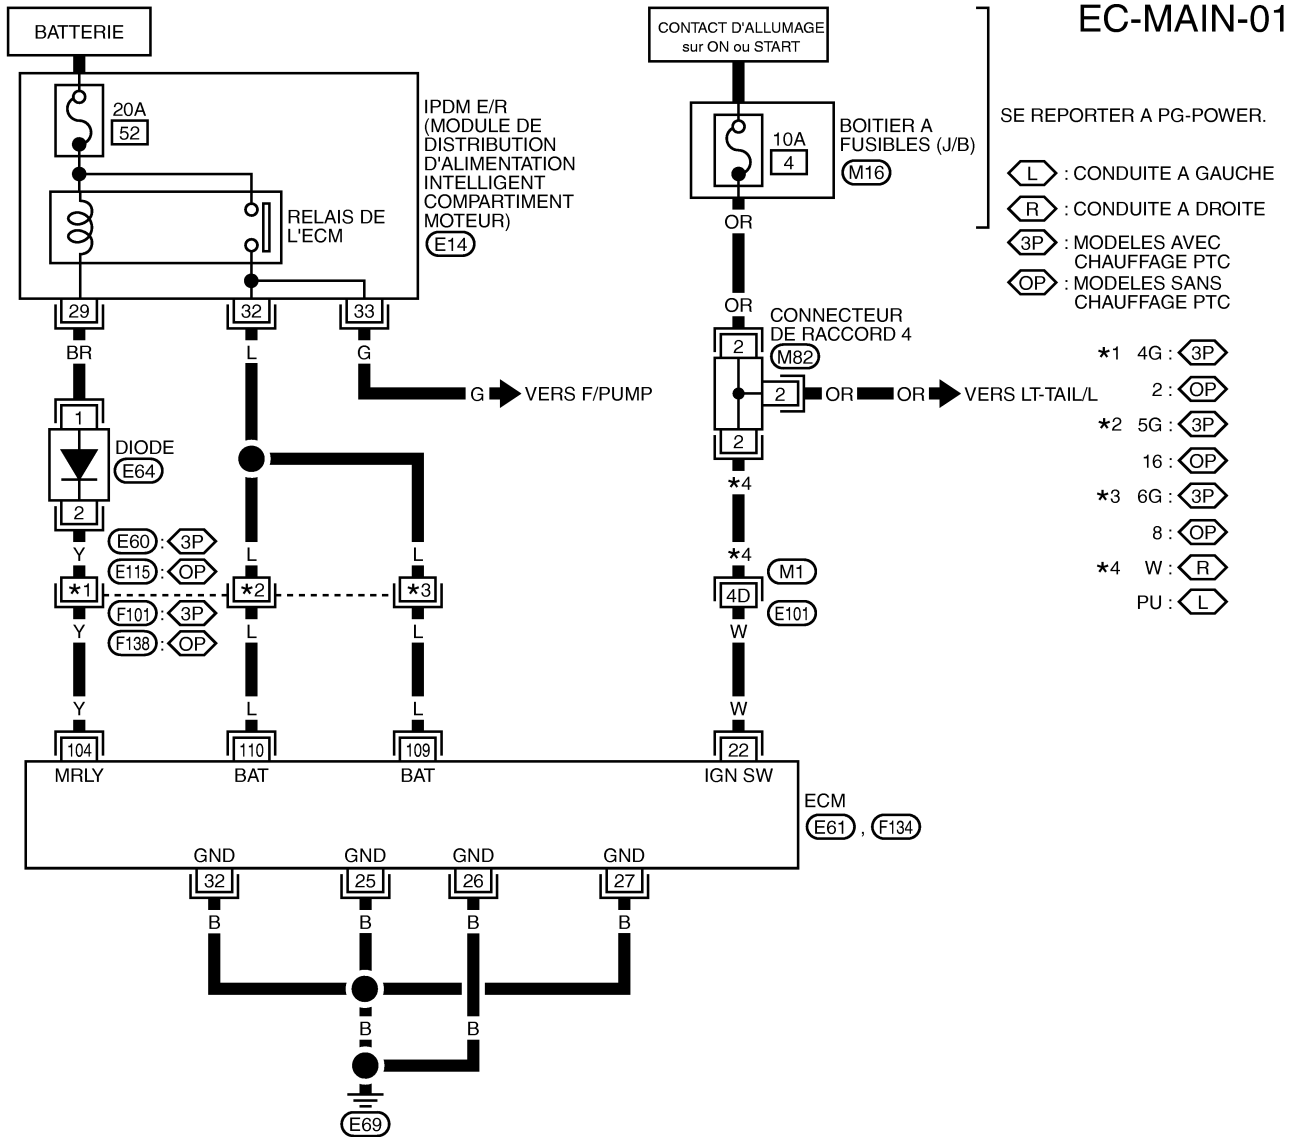 EC-MAIN-01
BATTERIE
20A
52
IPDM E/R
(MODULE DE
DISTRIBUTION
D'ALIMENTATION
INTELLIGENT
COMPARTIMENT
MOTEUR)
E14
RELAIS DE
L'ECM
29
32
33
BR
L
G
G
VERS F/PUMP
1
DIODE
E64
2
Y
L
L
E60 : 3P
E115 : OP
*1
*2
*3
F101 : 3P
F138 : OP
Y
L
L
Y
L
L
104
110
109
CONTACT D'ALLUMAGE
sur ON ou START
10A
4
BOITIER A
FUSIBLES (J/B)
M16
OR
OR
CONNECTEUR
DE RACCORD 4
M82
2
2
OR
OR
VERS LT-TAIL/L
2
*4
*4
M1
4D
E101
W
W
22
SE REPORTER A PG-POWER.
L : CONDUITE A GAUCHE
R : CONDUITE A DROITE
3P : MODELES AVEC
CHAUFFAGE PTC
OP : MODELES SANS
CHAUFFAGE PTC
*1 4G : 3P
2 : OP
*2 5G : 3P
16 : OP
*3 6G : 3P
8 : OP
*4 W : R
PU : L
MRLY
BAT
BAT
IGN SW
ECM
E61 , F134
GND
GND
GND
GND
32
25
26
27
B
B
B
B
B
B
E69